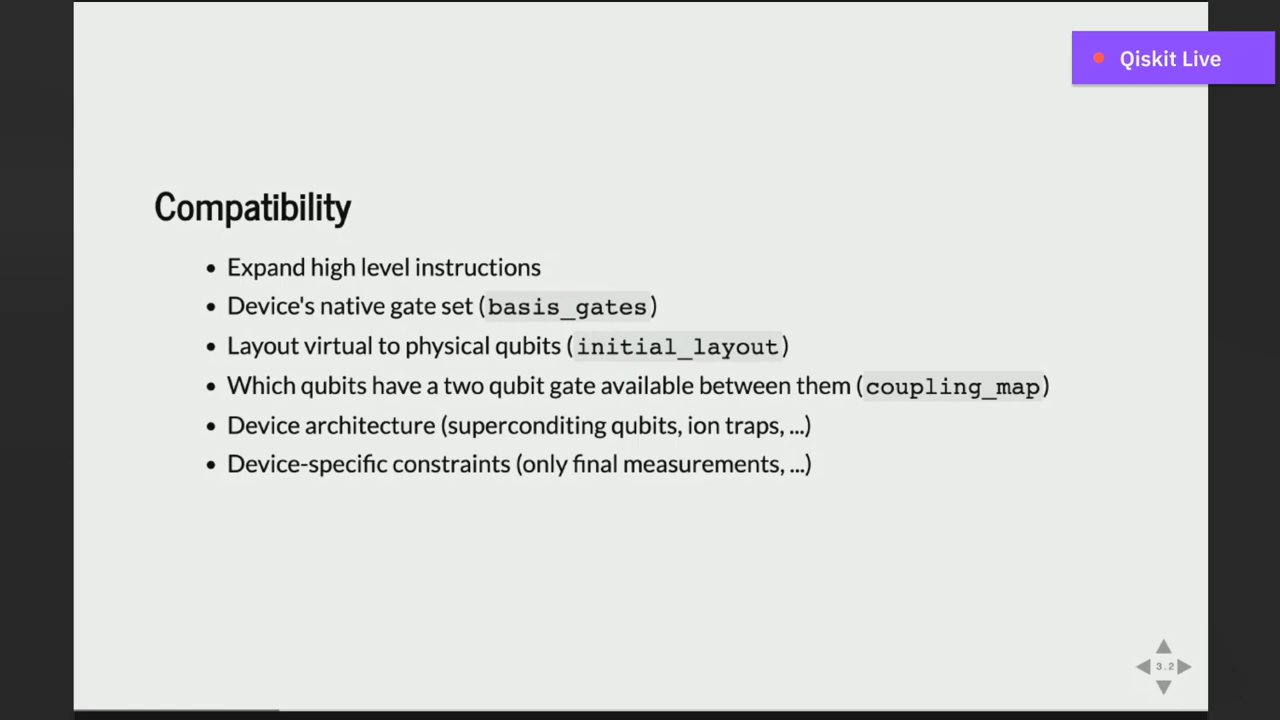 Qiskit Live
Compatibility
• Expand high level instructions
• Device's native gate set (basis_gates)
• Layout virtual to physical qubits (initial_layout)
• Which qubits have a two qubit gate available between them (coupling_map)
• Device architecture (superconditing qubits, ion traps, ...)
• Device-specific constraints (only final measurements, ...)
3.2